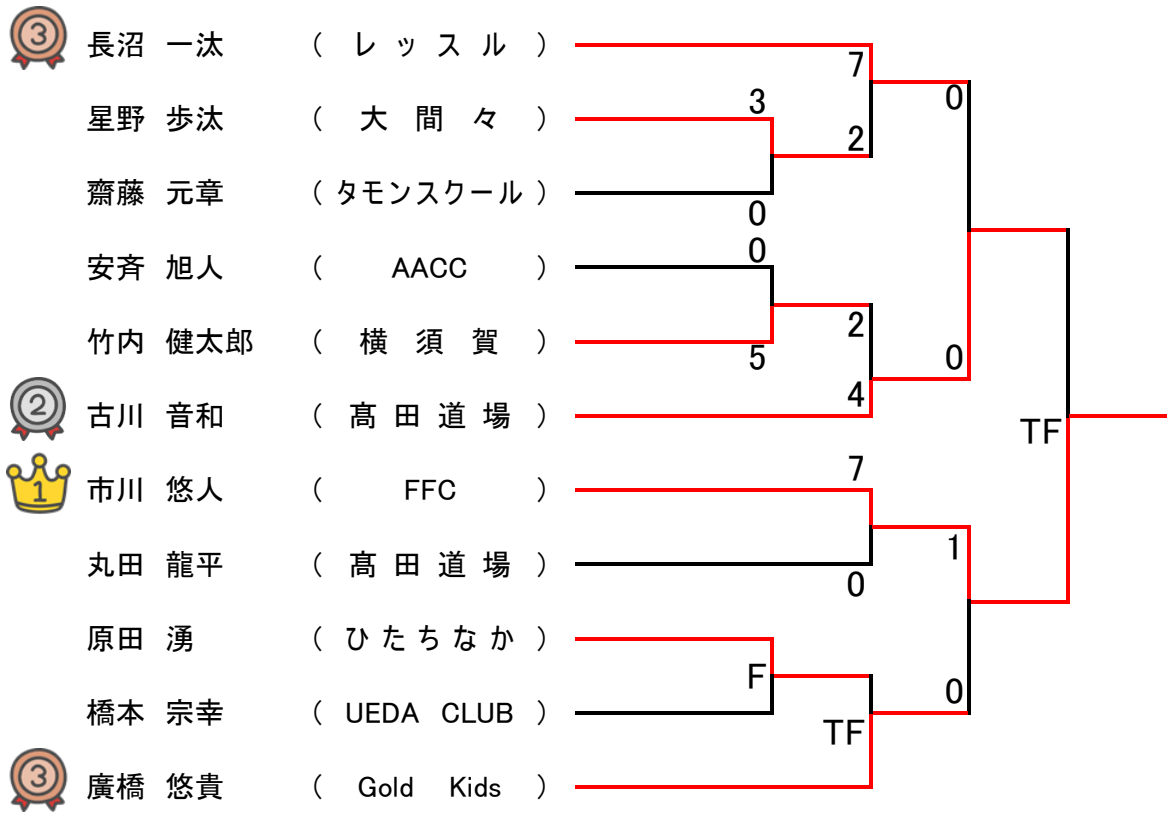 3 長沼 一汰 ( レッスル ) 7
0
星野 歩汰 ( 大間々 ) 3
2
齋藤 元章 ( タモンスクール ) 0
安斉 旭人 ( AACC ) 0
竹内 健太郎 ( 横須賀 ) 5
2
0
2 古川 音和 ( 髙田道場 ) 4
TF
1 市川 悠人 ( FFC ) 7
1
丸田 龍平 ( 髙田道場 ) 0
原田 湧 ( ひたちなか )
F
0
橋本 宗幸 ( UEDA CLUB )
TF
3 廣橋 悠貴 ( Gold Kids )